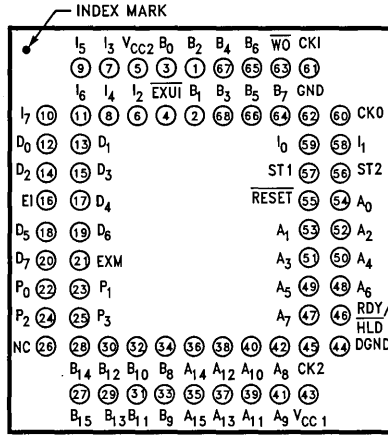 INDEX MARK
I5 I3 VCC2 B0 B2 B4 B6 WO CKI
9 7 5 3 1 67 65 63 61
I6 I4 I2 EXUI B1 B3 B5 B7 GND
I7 10 11 8 6 4 2 68 66 64 62 60 CKO
D0 12 13 D1 I0 59 58 I1
D2 14 15 D3 ST1 57 56 ST2
EI 16 17 D4 RESET 55 54 A0
D5 18 19 D6 A1 53 52 A2
D7 20 21 EXM A3 51 50 A4
P0 22 23 P1 A5 49 48 A6
P2 24 25 P3 A7 47 46 RDY/
HLD
NC 26 28 30 32 34 36 38 40 42 45 44 DGND
B14 B12 B10 B8 A14 A12 A10 A8 CK2
27 29 31 33 35 37 39 41 43
B15 B13 B11 B9 A15 A13 A11 A9 VCC1